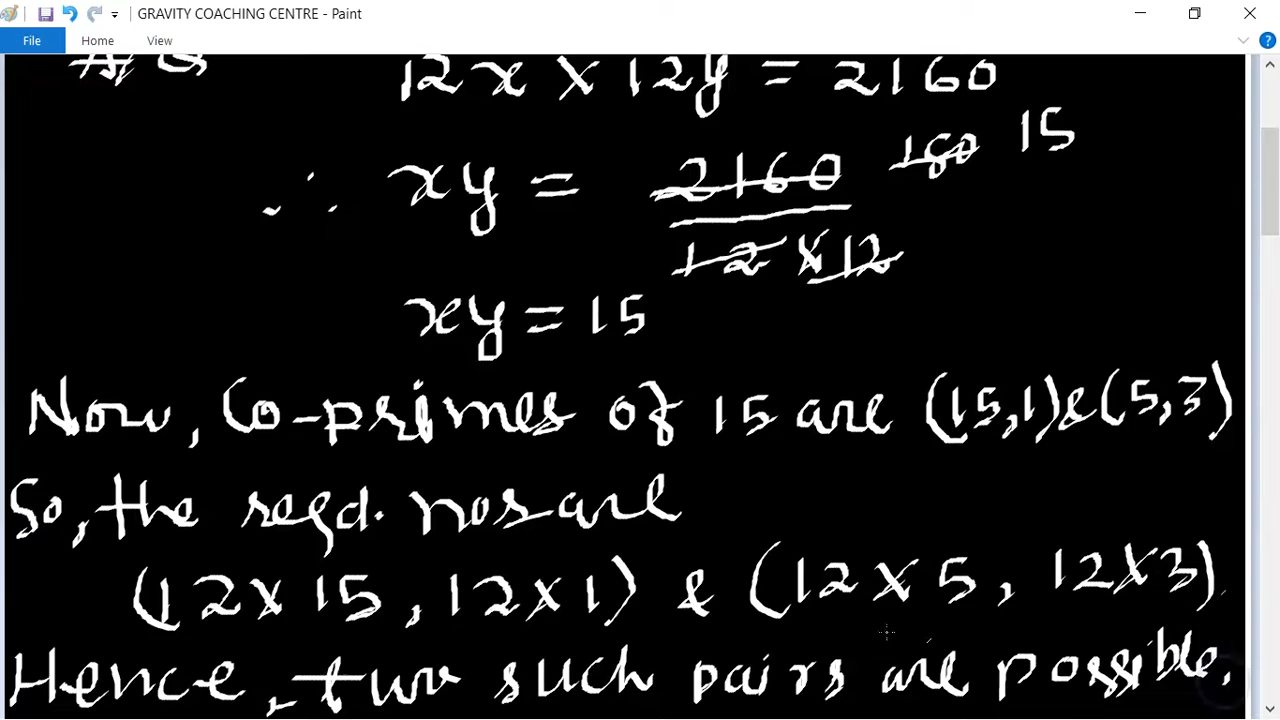 GRAVITY COACHING CENTRE - Paint
File Home View
A/Q 12x × 12y = 2160
∴ xy = 2160 180 15
12 × 12
xy = 15
Now, Co-primes of 15 are (15,1) & (5,3)
So, the reqd. nos are
(12×15, 12×1) & (12×5, 12×3)
Hence, two such pairs are possible.